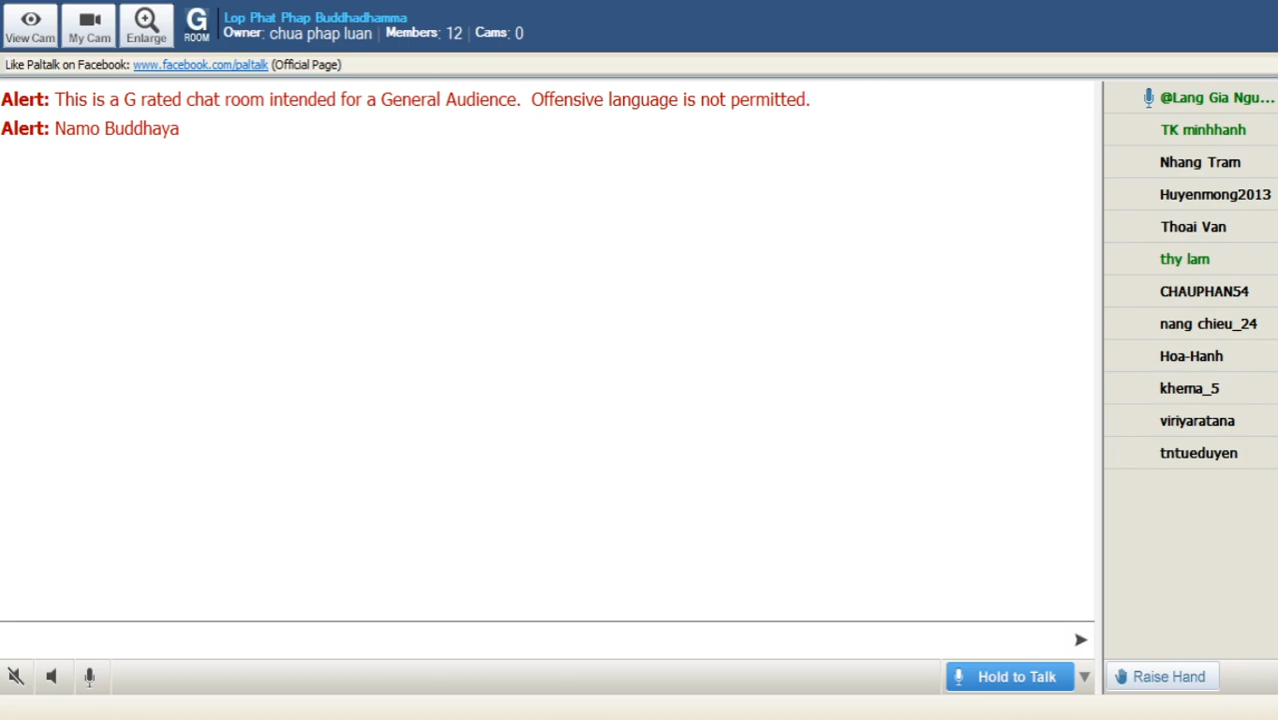 View Cam
My Cam
Enlarge
G
ROOM
Lop Phat Phap Buddhadhamma
Owner: chua phap luan | Members: 12 | Cams: 0
Like Paltalk on Facebook: www.facebook.com/paltalk (Official Page)
Alert: This is a G rated chat room intended for a General Audience. Offensive language is not permitted.
Alert: Namo Buddhaya
@Lang Gia Ngu...
TK minhhanh
Nhang Tram
Huyenmong2013
Thoai Van
thy lam
CHAUPHAN54
nang chieu_24
Hoa-Hanh
khema_5
viriyaratana
tntueduyen
Hold to Talk
Raise Hand